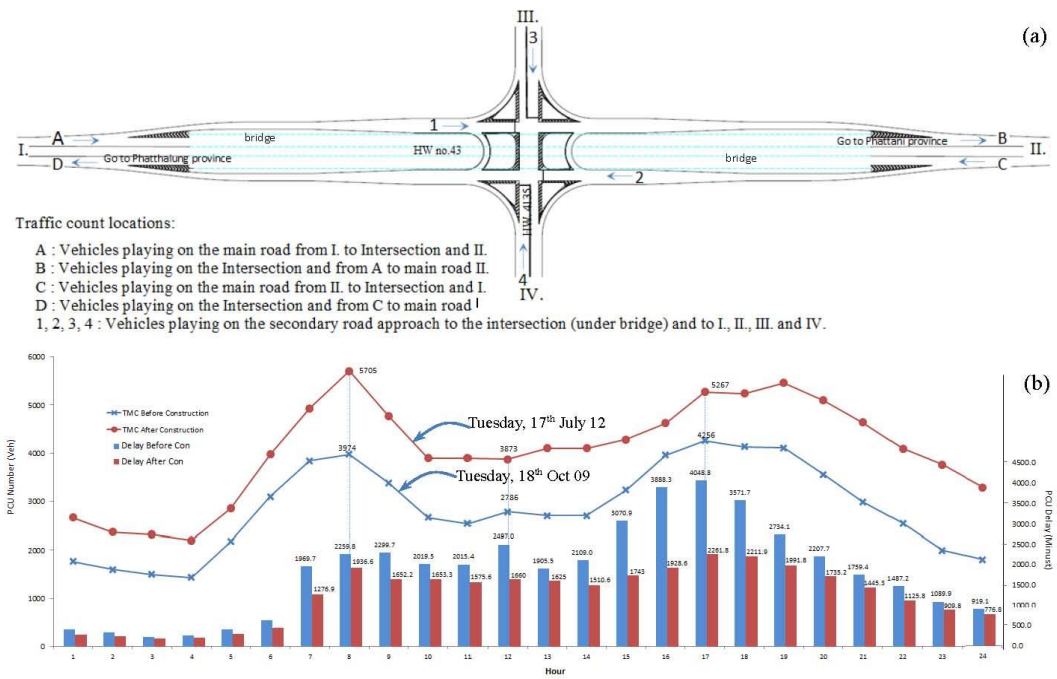 III.
(a)
3
1
A
bridge
Go to Phattani province
B
I.
HW no.43
II.
D
Go to Phatthalung province
bridge
C
2
HW. 4135
4
IV.
Traffic count locations:
A : Vehicles playing on the main road from I. to Intersection and II.
B : Vehicles playing on the Intersection and from A to main road II.
C : Vehicles playing on the main road from II. to Intersection and I.
D : Vehicles playing on the Intersection and from C to main road I
1, 2, 3, 4 : Vehicles playing on the secondary road approach to the intersection (under bridge) and to I., II., III. and IV.
(b)
PCU Number (Veh)
6000
5000
4000
3000
2000
1000
0
TMC Before Construction
TMC After Construction
Delay Before Con
Delay After Con
5705
Tuesday, 17th July 12
5267
3974
3873
4256
Tuesday, 18th Oct 09
2786
1969.7
1276.9
2259.8
1936.6
2299.7
1652.2
2019.5
1653.3
2015.4
1575.6
2497.0
1660
1905.5
1625
2109.0
1510.6
3070.9
1743
3888.3
1928.6
4048.8
2261.8
3571.7
2211.9
2734.1
1991.8
2207.7
1735.2
1759.4
1445.3
1487.2
1125.8
1089.9
909.8
919.1
776.8
4500.0
4000.0
3500.0
3000.0
2500.0
2000.0
1500.0
1000.0
500.0
0.0
PCU Delay (Minust)
1 2 3 4 5 6 7 8 9 10 11 12 13 14 15 16 17 18 19 20 21 22 23 24
Hour